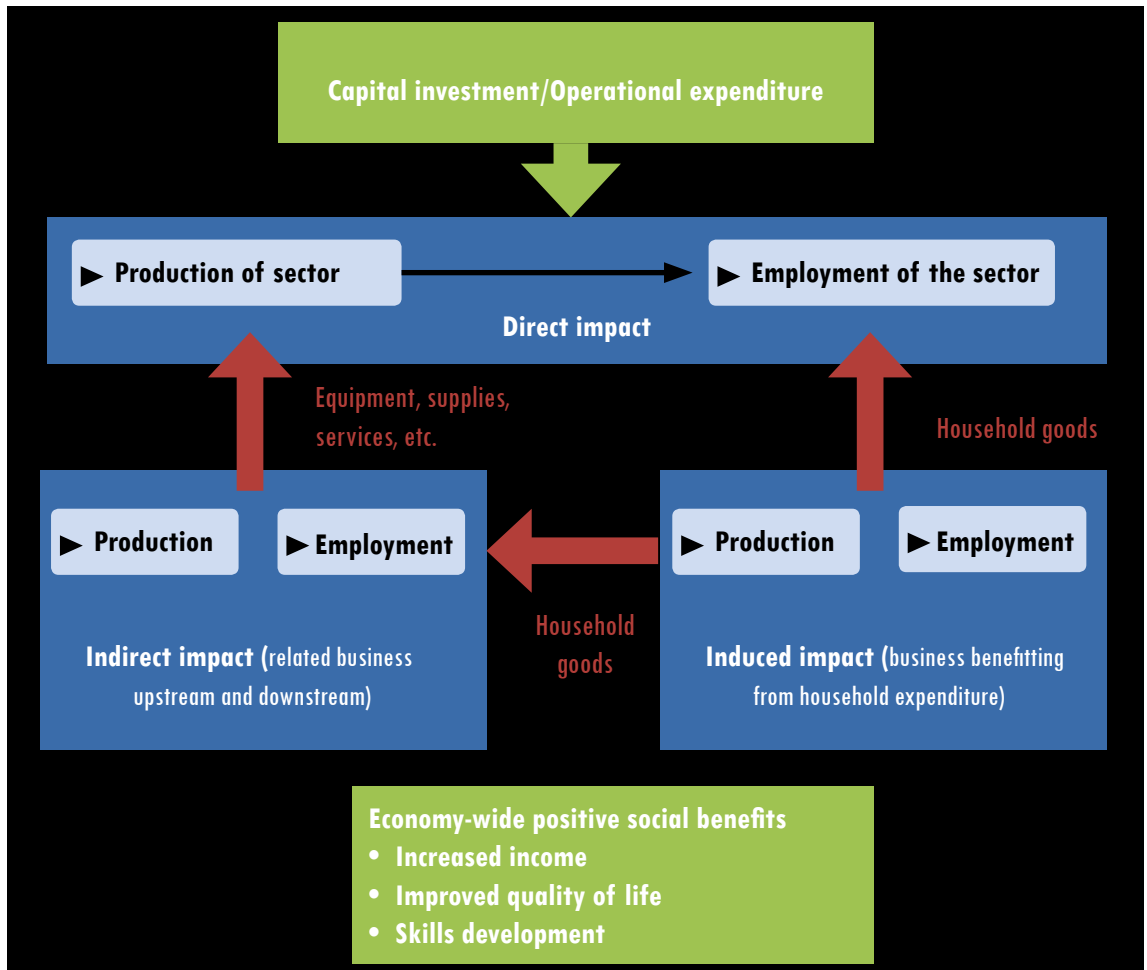 Capital investment/Operational expenditure
► Production of sector
► Employment of the sector
Direct impact
Equipment, supplies,
services, etc.
Household goods
► Production
► Employment
► Production
► Employment
Household
goods
Indirect impact (related business
upstream and downstream)
Induced impact (business benefitting
from household expenditure)
Economy-wide positive social benefits
• Increased income
• Improved quality of life
• Skills development